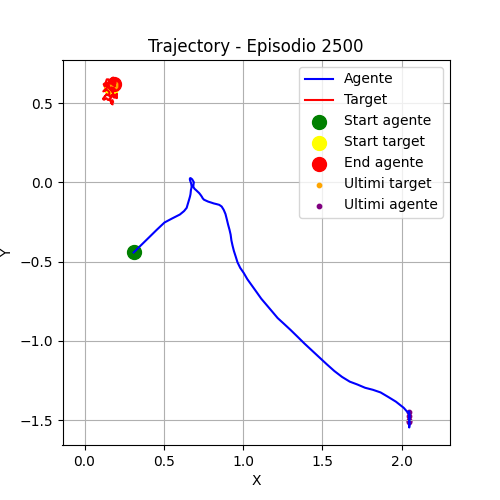 Trajectory - Episodio 2500
Agente
Target
Start agente
Start target
End agente
Ultimi target
Ultimi agente
0.5
0.0
−0.5
−1.0
−1.5
Y
0.0
0.5
1.0
1.5
2.0
X